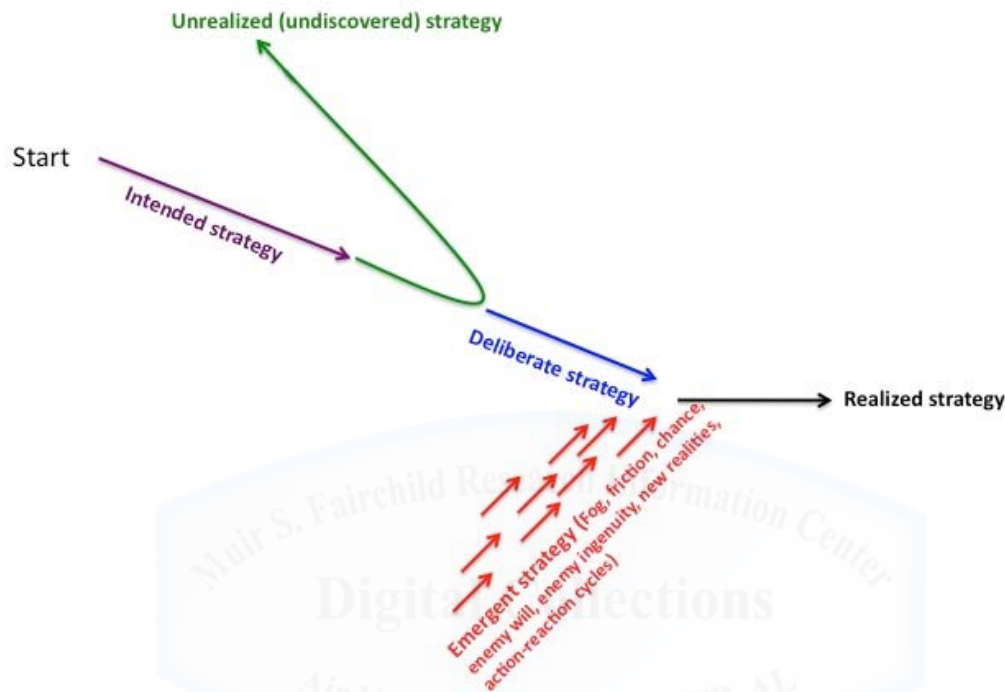 Unrealized (undiscovered) strategy
Start
Intended strategy
Deliberate strategy
Realized strategy
Emergent strategy (Fog, friction, chance,
enemy will, enemy ingenuity, new realities,
action-reaction cycles)
Muir S. Fairchild Research Information Center
Digital Collections